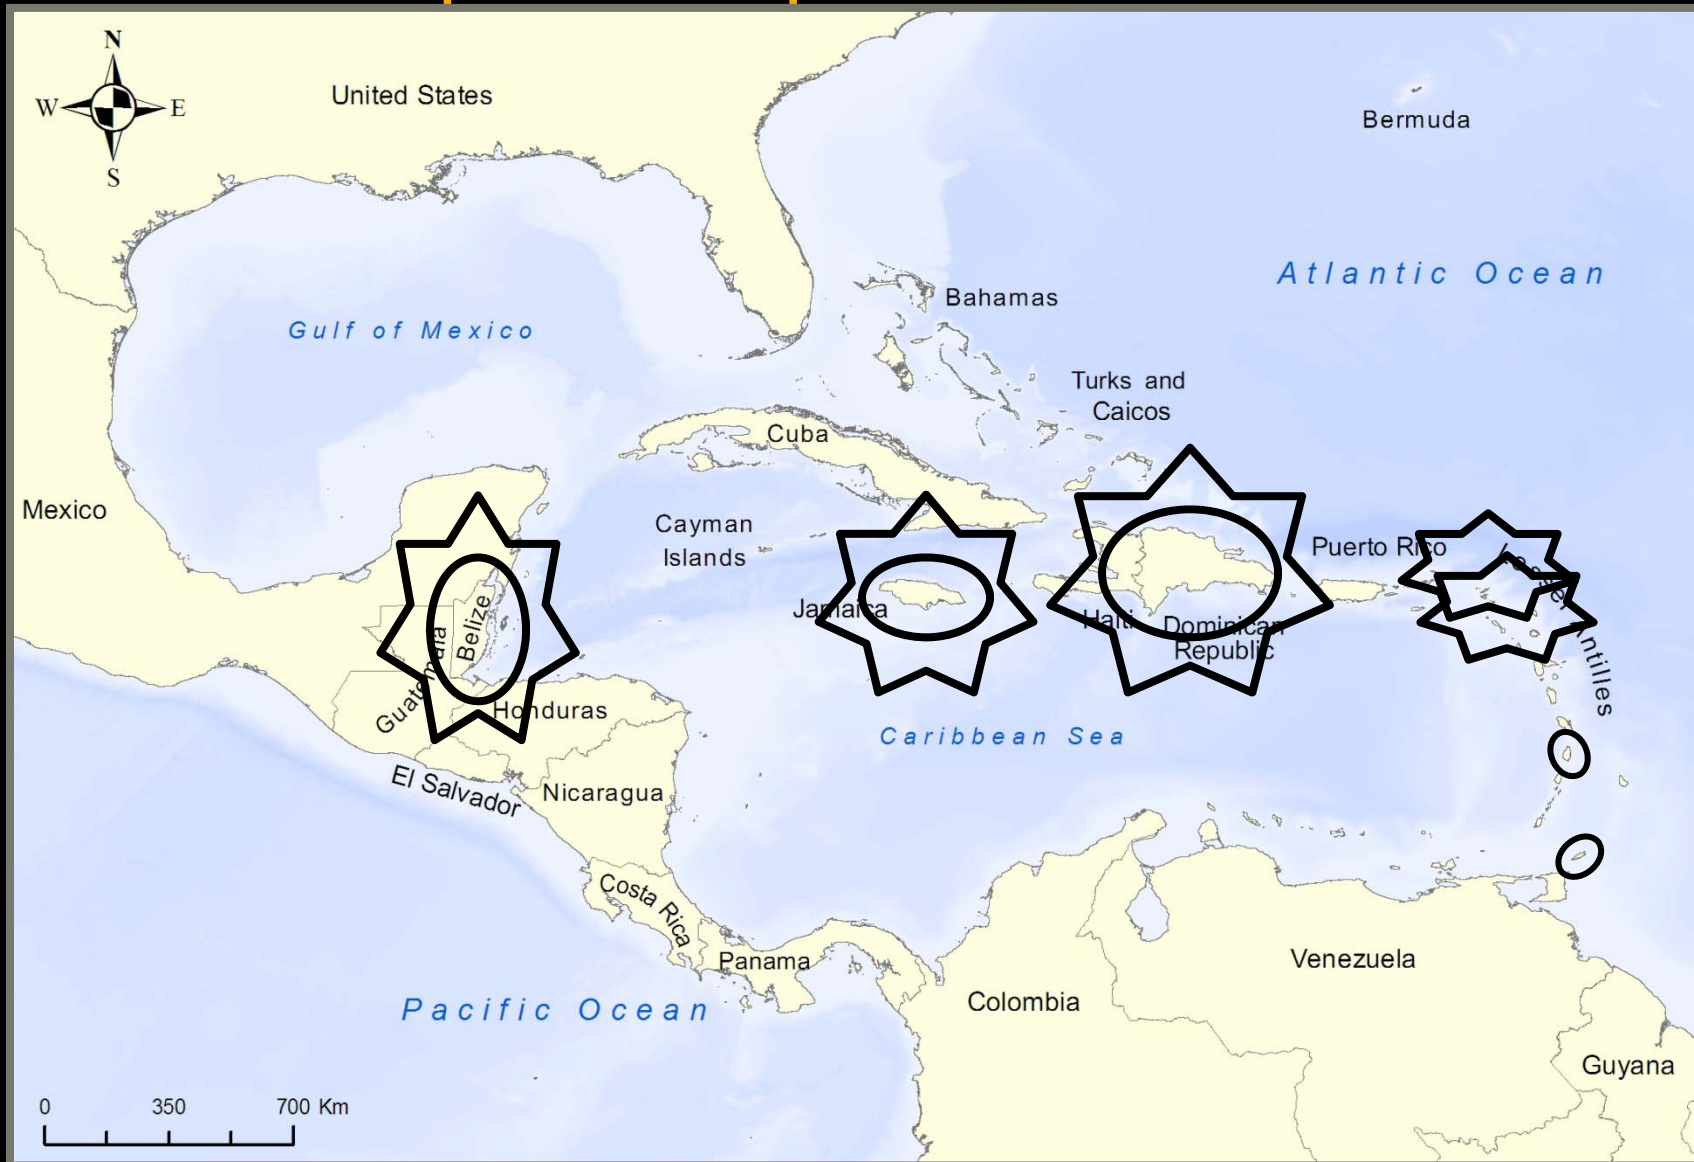 N
W E
S
United States
Bermuda
Atlantic Ocean
Bahamas
Gulf of Mexico
Turks and
Caicos
Cuba
Mexico
Cayman
Islands
Puerto Rico
Lesser Antilles
Jamaica
Haiti
Dominican
Republic
Belize
Guatemala
Honduras
Caribbean Sea
El Salvador
Nicaragua
Costa Rica
Panama
Venezuela
Colombia
Pacific Ocean
Guyana
0 350 700 Km